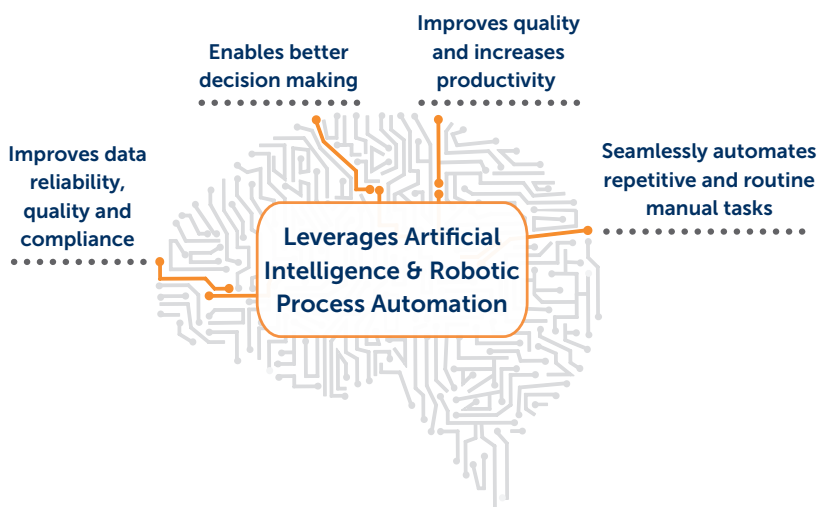 Improves data
reliability,
quality and
compliance
Enables better
decision making
Improves quality
and increases
productivity
Seamlessly automates
repetitive and routine
manual tasks
Leverages Artificial
Intelligence & Robotic
Process Automation